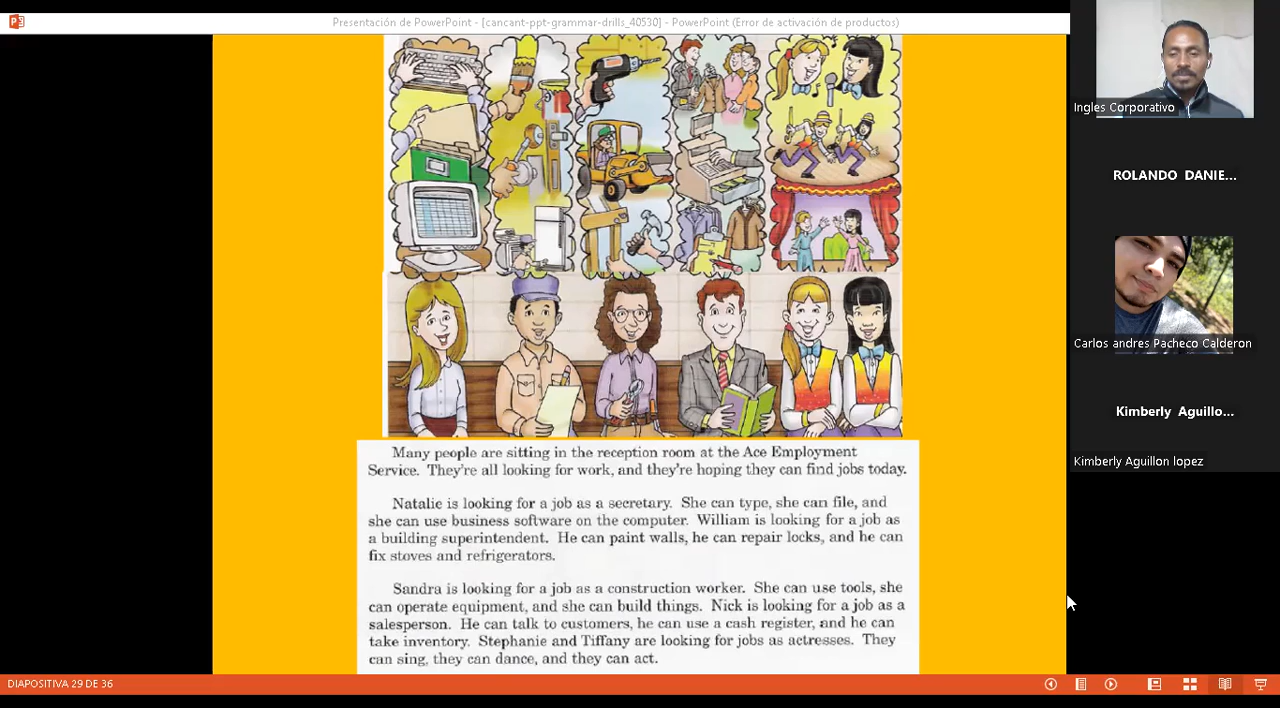 Presentación de PowerPoint - [cancant-ppt-grammar-drills_40530] - PowerPoint (Error de activación de productos)
Ingles Corporativo
ROLANDO DANIE...
Carlos andres Pacheco Calderon
Kimberly Aguillo...
Kimberly Aguillon lopez
Many people are sitting in the reception room at the Ace Employment
Service. They're all looking for work, and they're hoping they can find jobs today.
Natalie is looking for a job as a secretary. She can type, she can file, and
she can use business software on the computer. William is looking for a job as
a building superintendent. He can paint walls, he can repair locks, and he can
fix stoves and refrigerators.
Sandra is looking for a job as a construction worker. She can use tools, she
can operate equipment, and she can build things. Nick is looking for a job as a
salesperson. He can talk to customers, he can use a cash register, and he can
take inventory. Stephanie and Tiffany are looking for jobs as actresses. They
can sing, they can dance, and they can act.
DIAPOSITIVA 29 DE 36